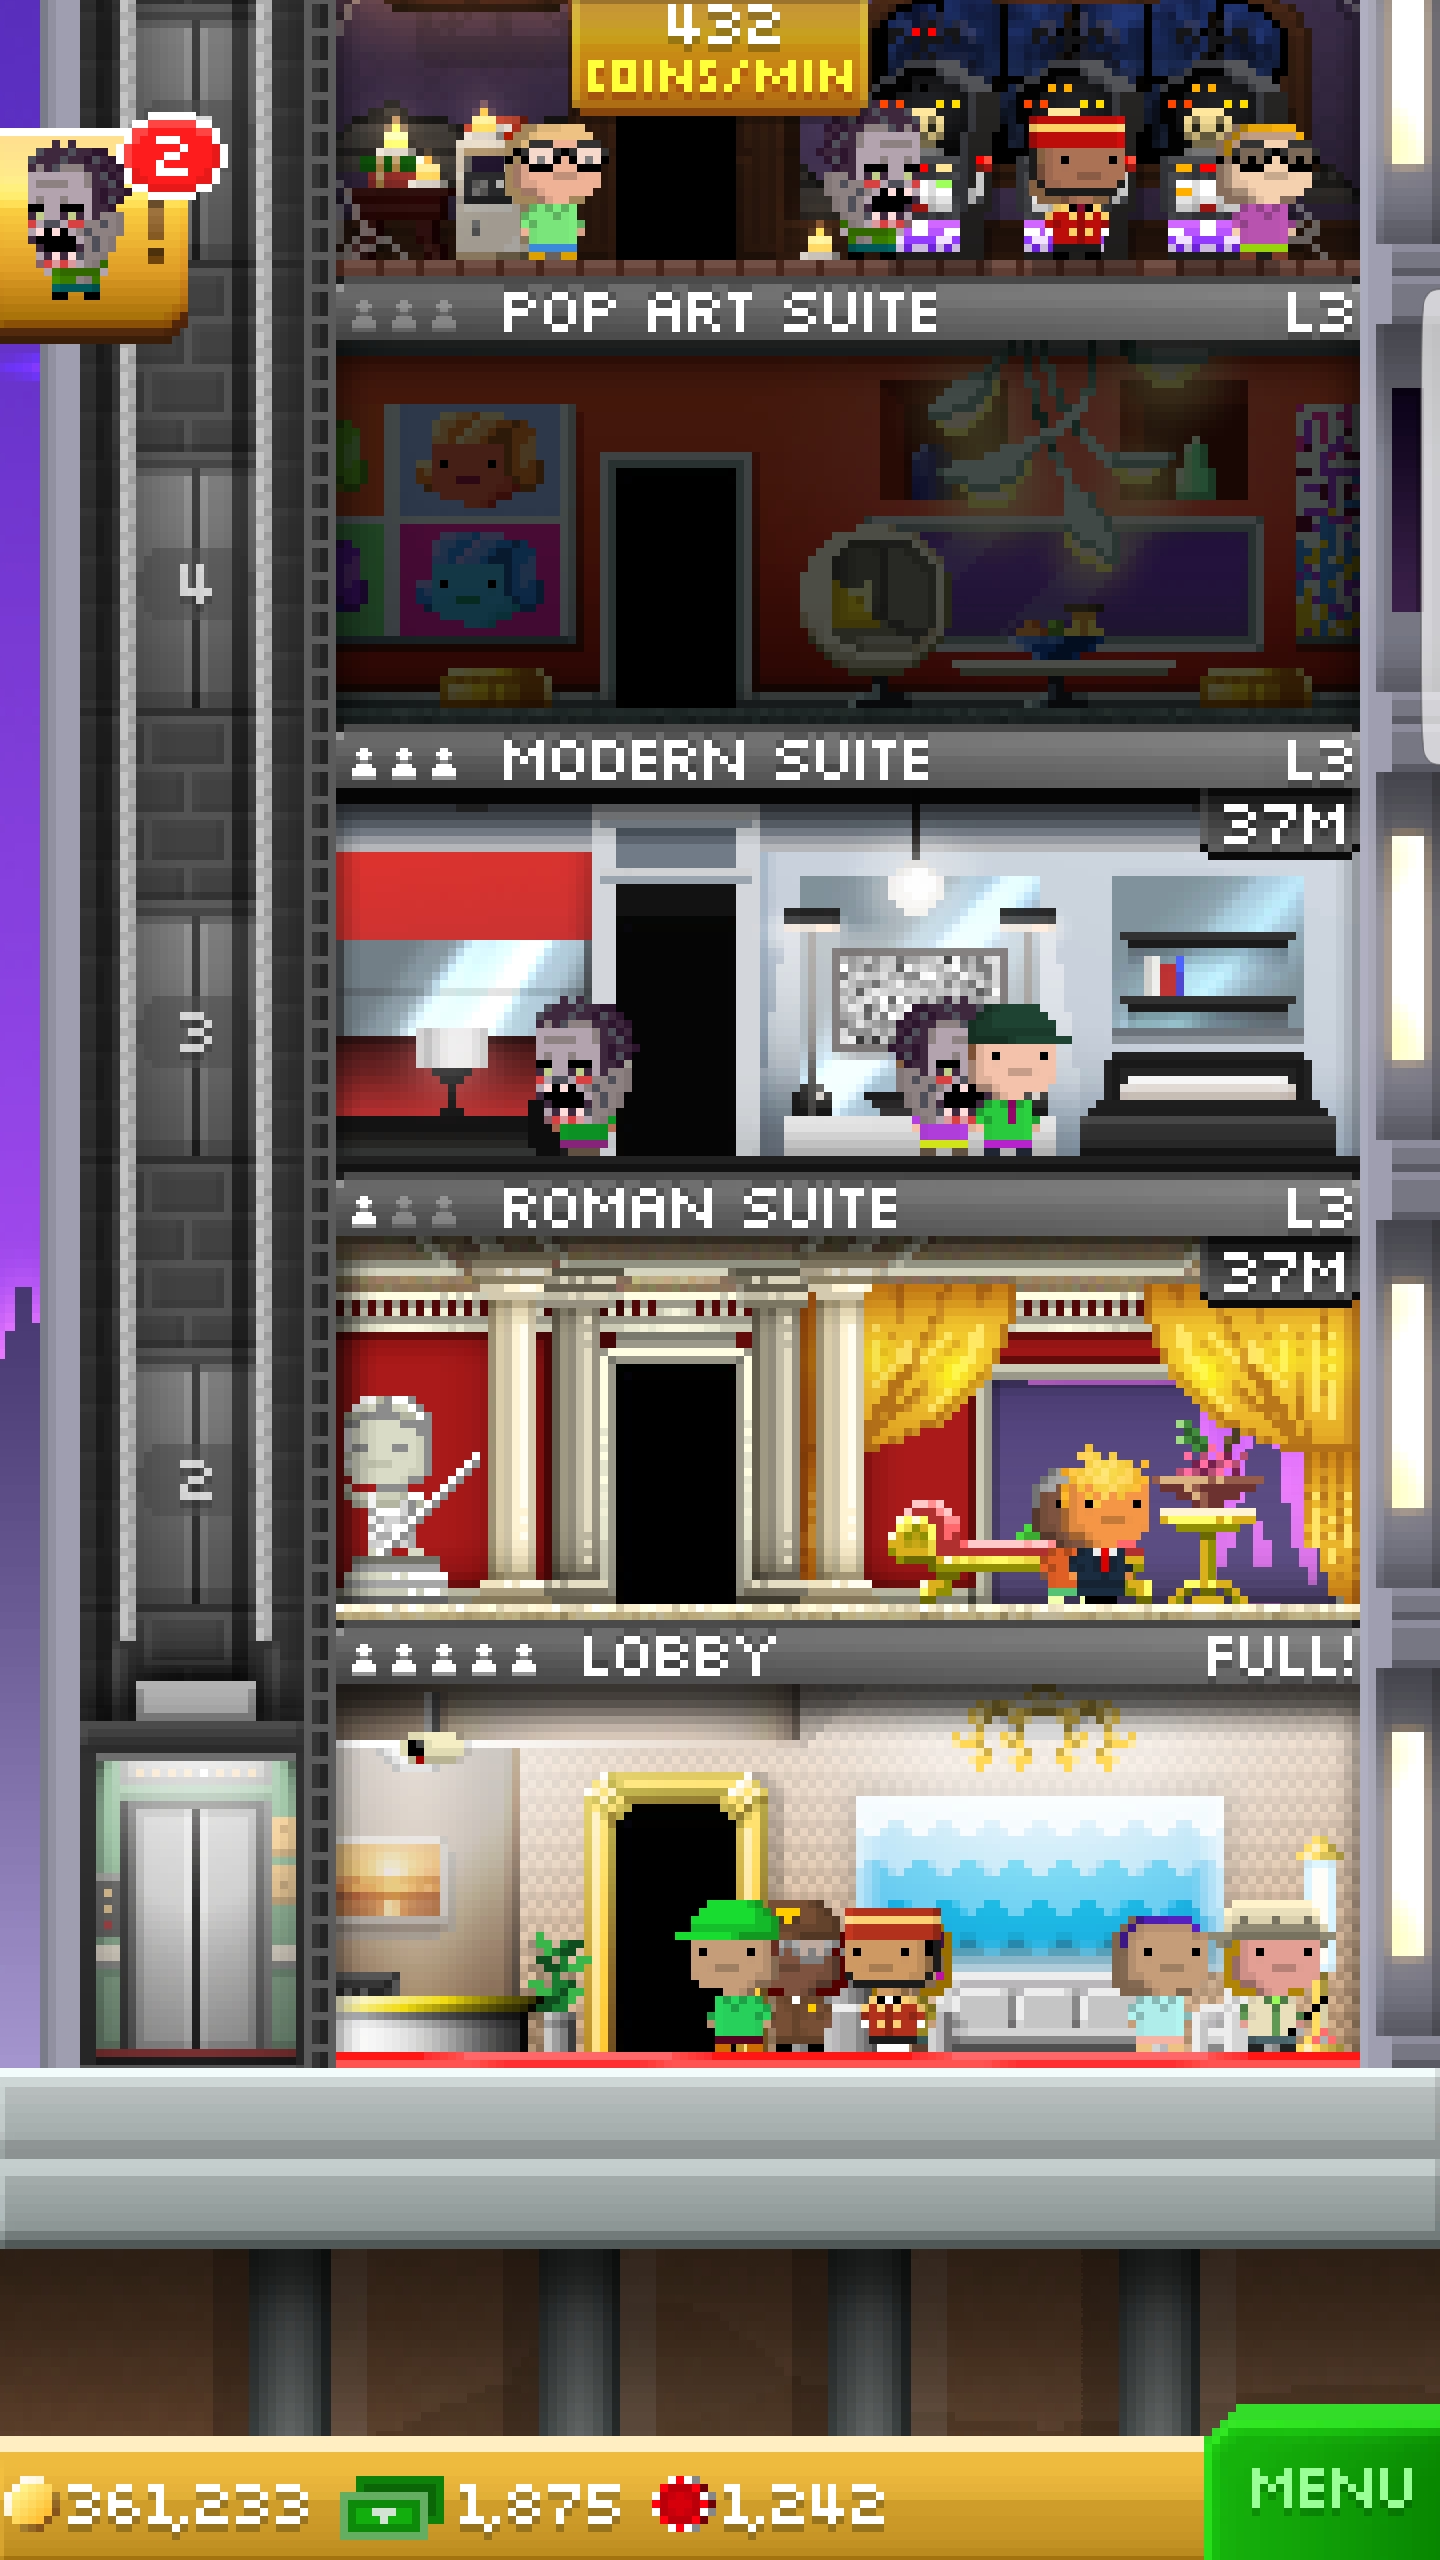 432
COINS/MIN
2
!
POP ART SUITE L3
4
MODERN SUITE L3
37M
3
ROMAN SUITE L3
37M
2
LOBBY FULL!
361,233 1,875 1,242
MENU